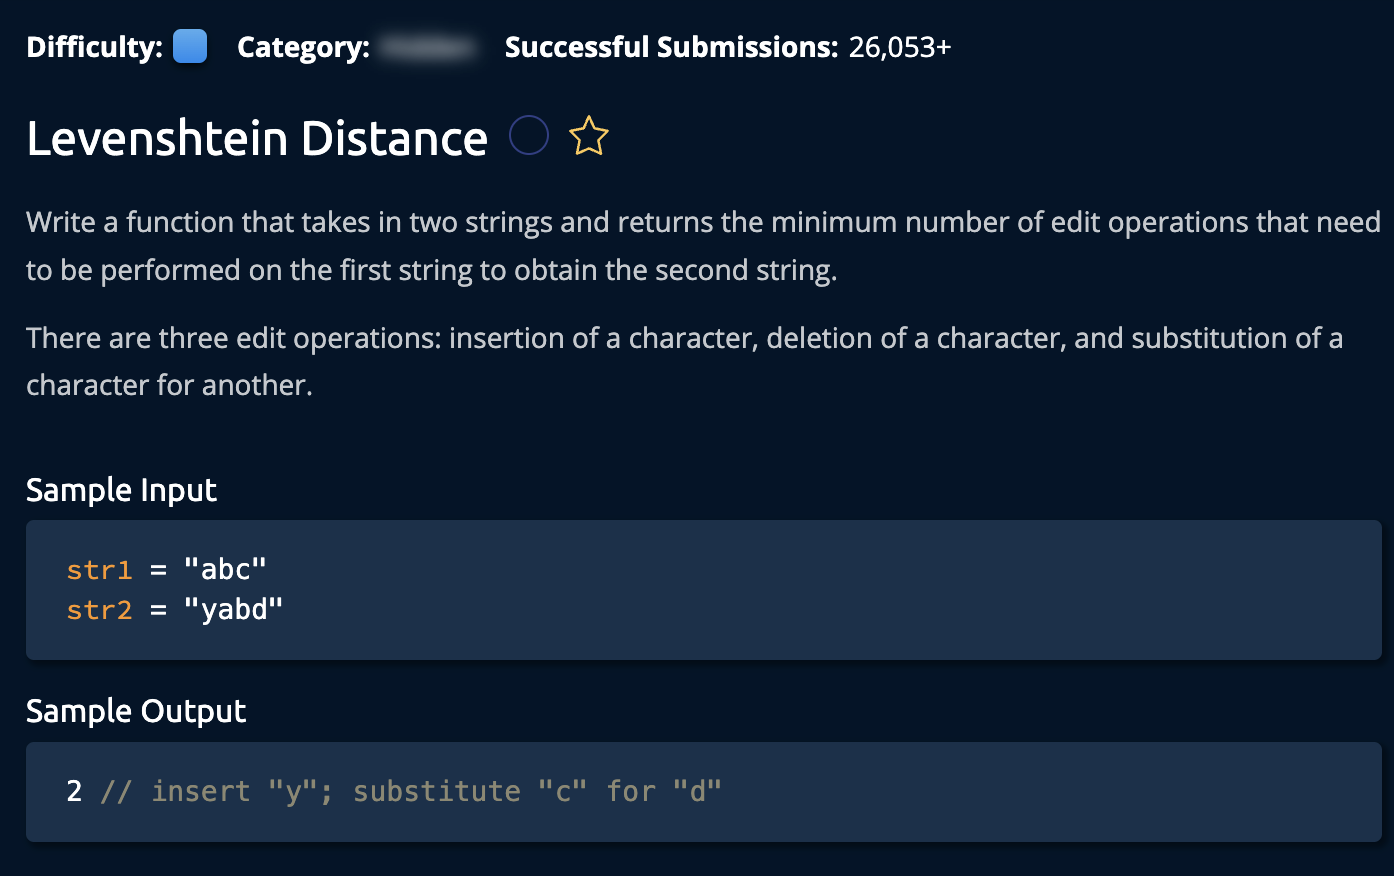 Difficulty: Category: Successful Submissions: 26,053+
Levenshtein Distance
Write a function that takes in two strings and returns the minimum number of edit operations that need
to be performed on the first string to obtain the second string.
There are three edit operations: insertion of a character, deletion of a character, and substitution of a
character for another.
Sample Input
str1 = "abc"
str2 = "yabd"
Sample Output
2 // insert "y"; substitute "c" for "d"